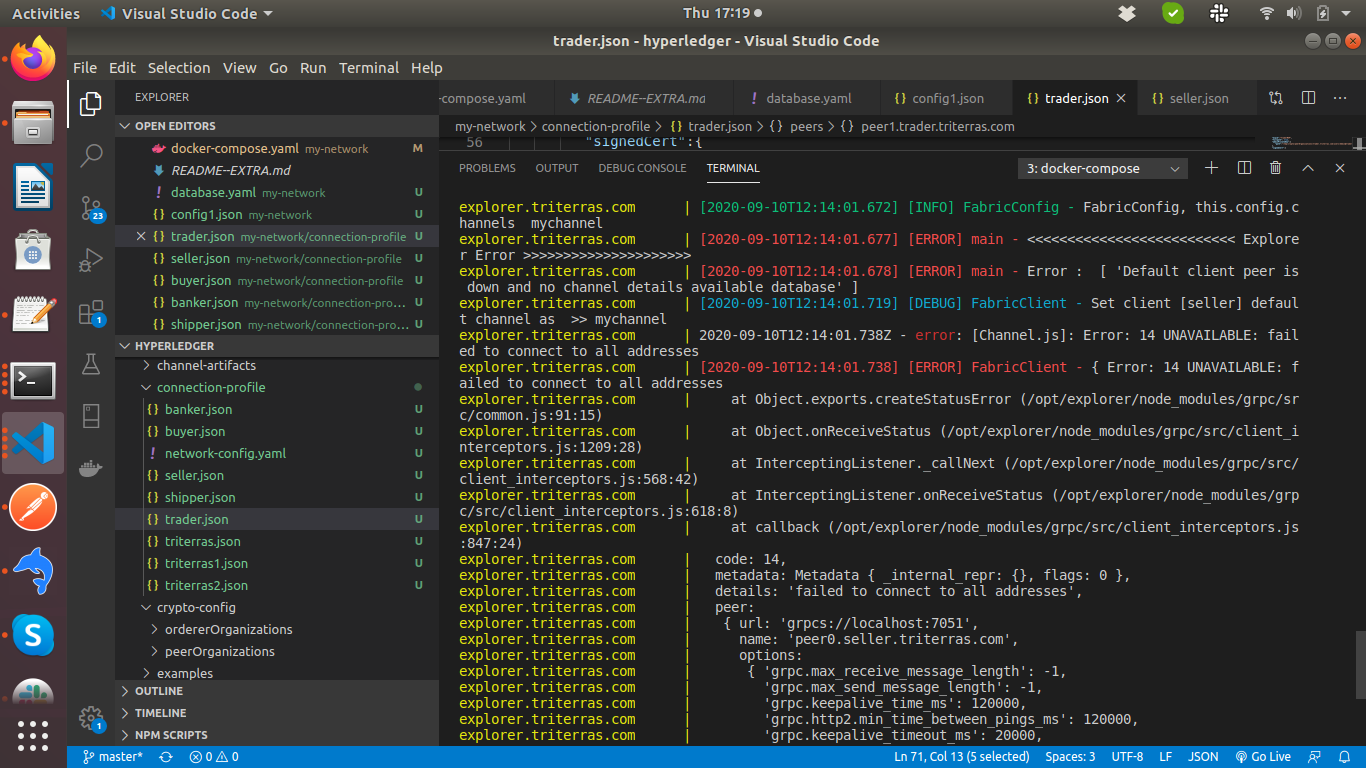 Activities
Visual Studio Code
Thu 17:19
trader.json - hyperledger - Visual Studio Code
File Edit Selection View Go Run Terminal Help
EXPLORER
OPEN EDITORS
docker-compose.yaml my-network M
README--EXTRA.md
database.yaml my-network U
config1.json my-network U
trader.json my-network/connection-profile U
seller.json my-network/connection-profile U
buyer.json my-network/connection-profile U
banker.json my-network/connection-pro... U
shipper.json my-network/connection-pro... U
HYPERLEDGER
channel-artifacts
connection-profile
banker.json U
buyer.json U
network-config.yaml U
seller.json U
shipper.json U
trader.json U
triterras.json U
triterras1.json U
triterras2.json U
crypto-config
ordererOrganizations
peerOrganizations
examples
OUTLINE
TIMELINE
NPM SCRIPTS
23
1
1
-compose.yaml README--EXTRA.md database.yaml config1.json trader.json seller.json
my-network > connection-profile > trader.json > peers > peer1.trader.triterras.com
56 "signedCert":{
PROBLEMS OUTPUT DEBUG CONSOLE TERMINAL 3: docker-compose
explorer.triterras.com | [2020-09-10T12:14:01.672] [INFO] FabricConfig - FabricConfig, this.config.c
hannels mychannel
explorer.triterras.com | [2020-09-10T12:14:01.677] [ERROR] main - <<<<<<<<<<<<<<<<<<<<<<<<<< Explore
r Error >>>>>>>>>>>>>>>>>>>>>
explorer.triterras.com | [2020-09-10T12:14:01.678] [ERROR] main - Error : [ 'Default client peer is
down and no channel details available database' ]
explorer.triterras.com | [2020-09-10T12:14:01.719] [DEBUG] FabricClient - Set client [seller] defaul
t channel as >> mychannel
explorer.triterras.com | 2020-09-10T12:14:01.738Z - error: [Channel.js]: Error: 14 UNAVAILABLE: fail
ed to connect to all addresses
explorer.triterras.com | [2020-09-10T12:14:01.738] [ERROR] FabricClient - { Error: 14 UNAVAILABLE: f
ailed to connect to all addresses
explorer.triterras.com | at Object.exports.createStatusError (/opt/explorer/node_modules/grpc/sr
c/common.js:91:15)
explorer.triterras.com | at Object.onReceiveStatus (/opt/explorer/node_modules/grpc/src/client_i
nterceptors.js:1209:28)
explorer.triterras.com | at InterceptingListener._callNext (/opt/explorer/node_modules/grpc/src/
client_interceptors.js:568:42)
explorer.triterras.com | at InterceptingListener.onReceiveStatus (/opt/explorer/node_modules/grp
c/src/client_interceptors.js:618:8)
explorer.triterras.com | at callback (/opt/explorer/node_modules/grpc/src/client_interceptors.js
:847:24)
explorer.triterras.com | code: 14,
explorer.triterras.com | metadata: Metadata { _internal_repr: {}, flags: 0 },
explorer.triterras.com | details: 'failed to connect to all addresses',
explorer.triterras.com | peer:
explorer.triterras.com | { url: 'grpcs://localhost:7051',
explorer.triterras.com | name: 'peer0.seller.triterras.com',
explorer.triterras.com | options:
explorer.triterras.com | { 'grpc.max_receive_message_length': -1,
explorer.triterras.com | 'grpc.max_send_message_length': -1,
explorer.triterras.com | 'grpc.keepalive_time_ms': 120000,
explorer.triterras.com | 'grpc.http2.min_time_between_pings_ms': 120000,
explorer.triterras.com | 'grpc.keepalive_timeout_ms': 20000,
master* 0 0 Ln 71, Col 13 (5 selected) Spaces: 3 UTF-8 LF JSON Go Live